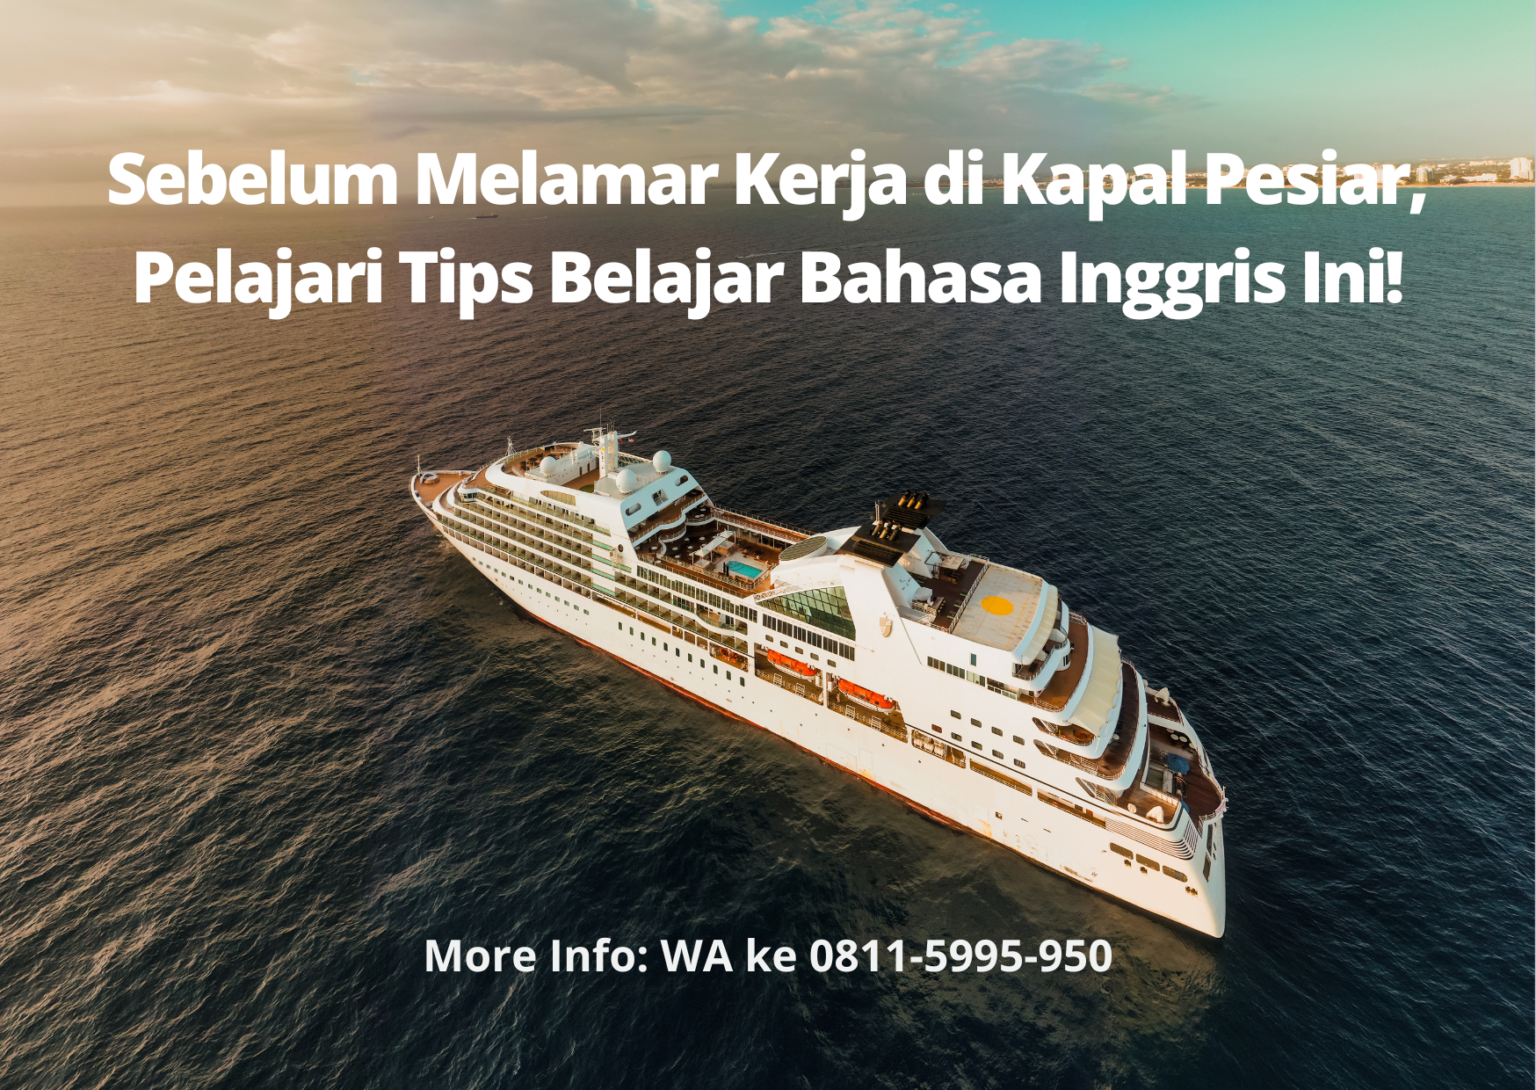 Sebelum Melamar Kerja di Kapal Pesiar,
Pelajari Tips Belajar Bahasa Inggris Ini!
More Info: WA ke 0811-5995-950